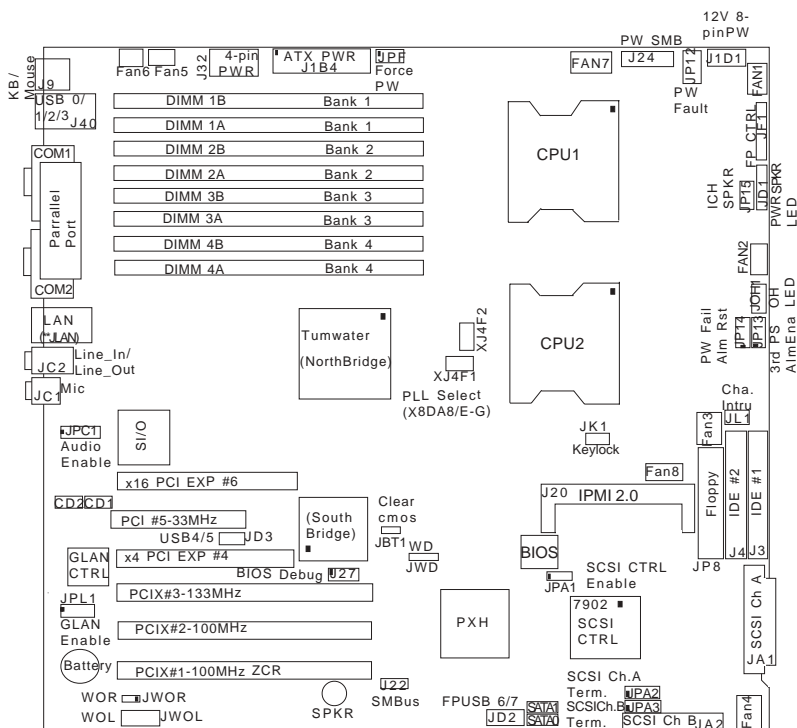 12V 8-
pinPW
PW SMB
J24
JP12
J1D1
FAN7
PW
Fault
FAN1
Fam6 Fam5
J32
4-pin
PWR
ATX PWR
J1B4
JPF
Force
PW
KB/
Mouse
J9
USB 0/
1/2/3
J40
DIMM 1B Bank 1
DIMM 1A Bank 1
DIMM 2B Bank 2
DIMM 2A Bank 2
DIMM 3B Bank 3
DIMM 3A Bank 3
DIMM 4B Bank 4
DIMM 4A Bank 4
COM1
Parrallel
Port
COM2
CPU1
FP CTRL
JF1
ICH
SPKR
JP15
JD1
PWR SPKR
LED
FAN2
JOH1
OH
LED
PW Fail
Alm Rst
JP14
JP13
3rd PS
AlmEna
LAN
(*JLAN)
JC2
Line_In/
Line_Out
JC1
Mic
Tumwater
(NorthBridge)
XJ4F2
XJ4F1
PLL Select
(X8DA8/E-G)
CPU2
Cha.
Intru
JL1
JK1
Keylock
Fan3
Fan8
Floppy
JP8
IDE #2
J4
IDE #1
J3
JPC1
Audio
Enable
SI/O
x16 PCI EXP #6
CD2
CD1
PCI #5-33MHz
USB4/5
JD3
(South
Bridge)
Clear
cmos
JBT1
WD
JWD
J20
IPMI 2.0
BIOS
JPA1
SCSI CTRL
Enable
GLAN
CTRL
x4 PCI EXP #4
BIOS Debug
J27
JPL1
GLAN
Enable
PCIX#3-133MHz
PCIX#2-100MHz
PCIX#1-100MHz ZCR
Battery
PXH
7902
SCSI
CTRL
SCSI Ch A
JA1
WOR
JWOR
WOL
JWOL
SPKR
J22
SMBus
FPUSB 6/7
JD2
SATA1
SATA0
SCSI Ch.A
Term.
JPA2
SCSICh.B
JPA3
Term.
SCSI Ch B
JA2
Fan4